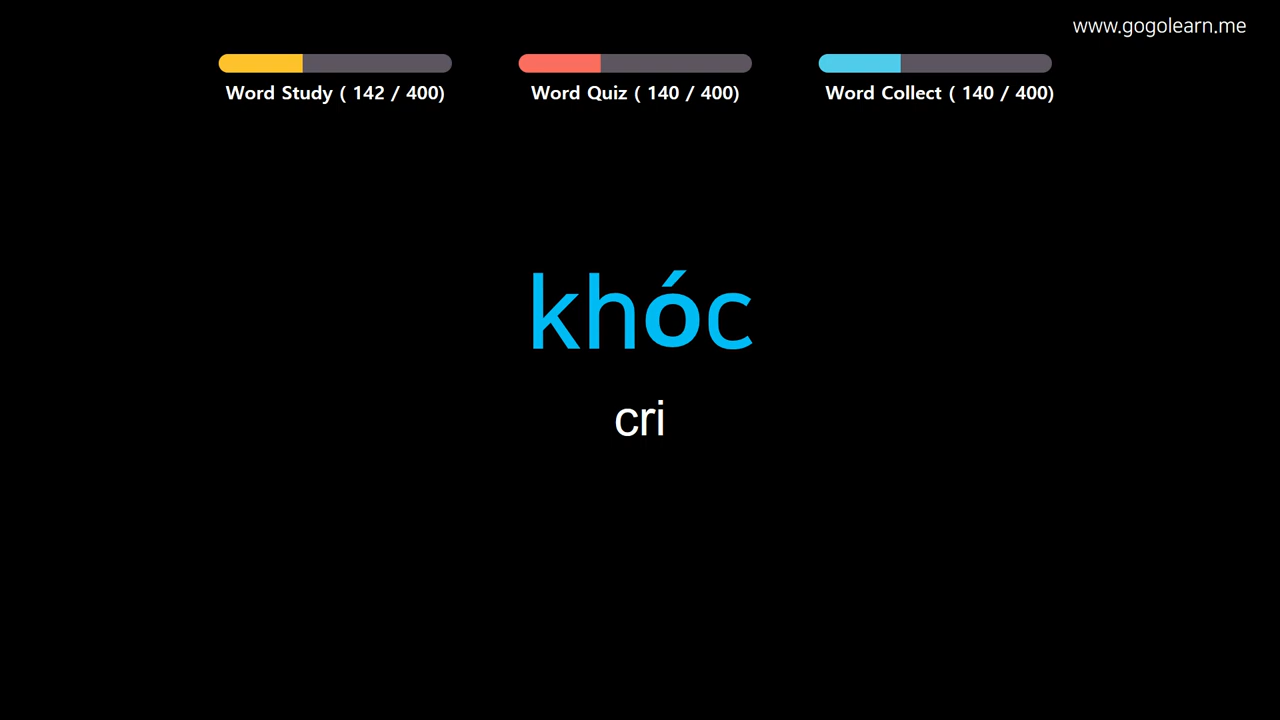 www.gogolearn.me
Word Study ( 142 / 400)
Word Quiz ( 140 / 400)
Word Collect ( 140 / 400)
khóc
cri